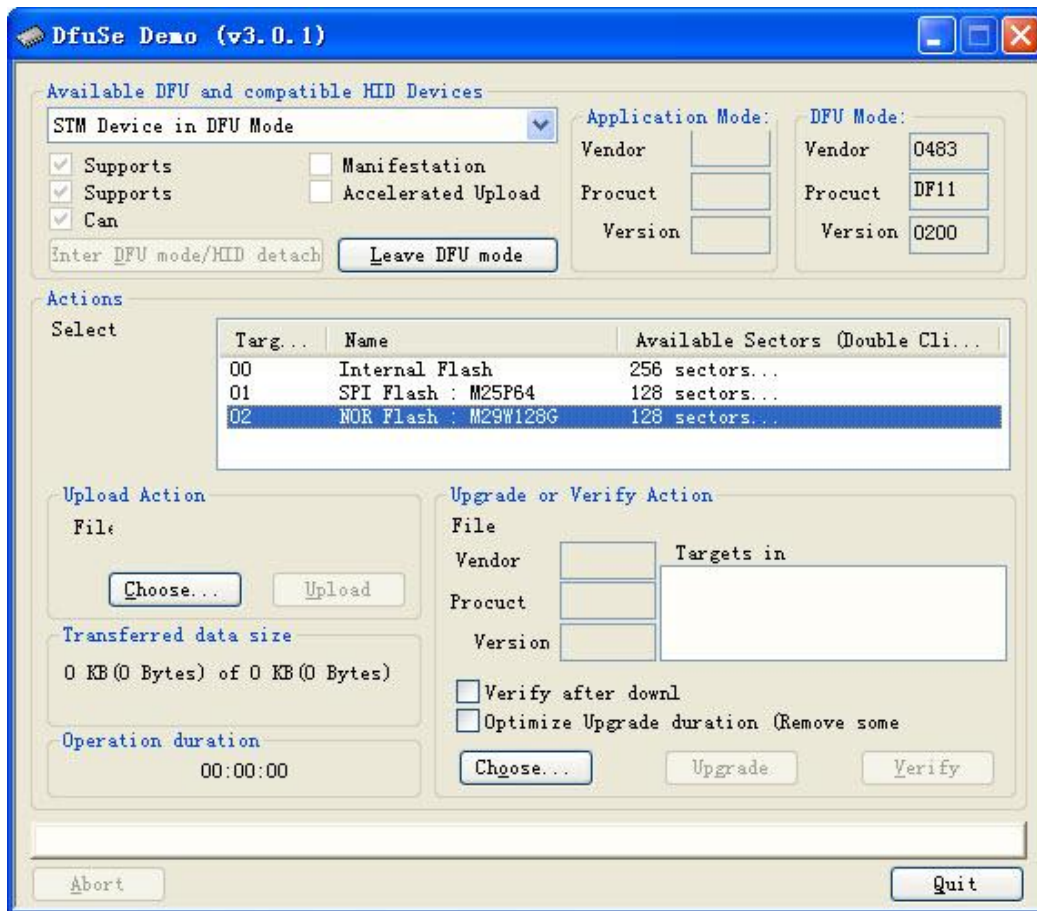 DfuSe Demo (v3.0.1)
Available DFU and compatible HID Devices
STM Device in DFU Mode
Supports
Manifestation
Supports
Accelerated Upload
Can
Enter DFU mode/HID detach
Leave DFU mode
Application Mode:
Vendor
Procuct
Version
DFU Mode:
Vendor 0483
Procuct DF11
Version 0200
Actions
Select
Targ... Name Available Sectors (Double Cli...
00 Internal Flash 256 sectors...
01 SPI Flash : M25P64 128 sectors...
02 NOR Flash : M29W128G 128 sectors...
Upload Action
File
Choose... Upload
Transferred data size
0 KB(0 Bytes) of 0 KB(0 Bytes)
Operation duration
00:00:00
Upgrade or Verify Action
File
Vendor
Procuct
Version
Targets in
Verify after downl
Optimize Upgrade duration (Remove some
Choose... Upgrade Verify
Abort Quit